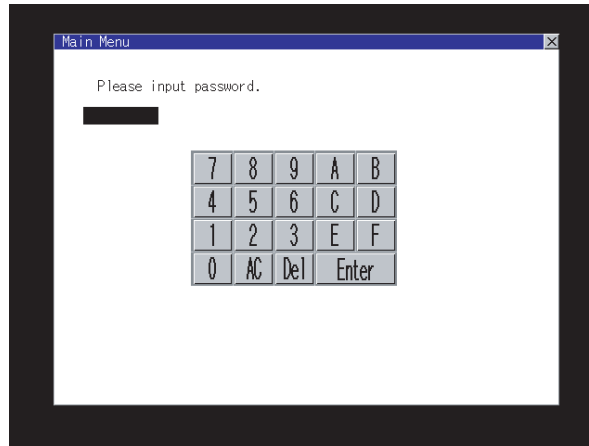 Main Menu
Please input password.
7 8 9 A B
4 5 6 C D
1 2 3 E F
0 AC Del Enter